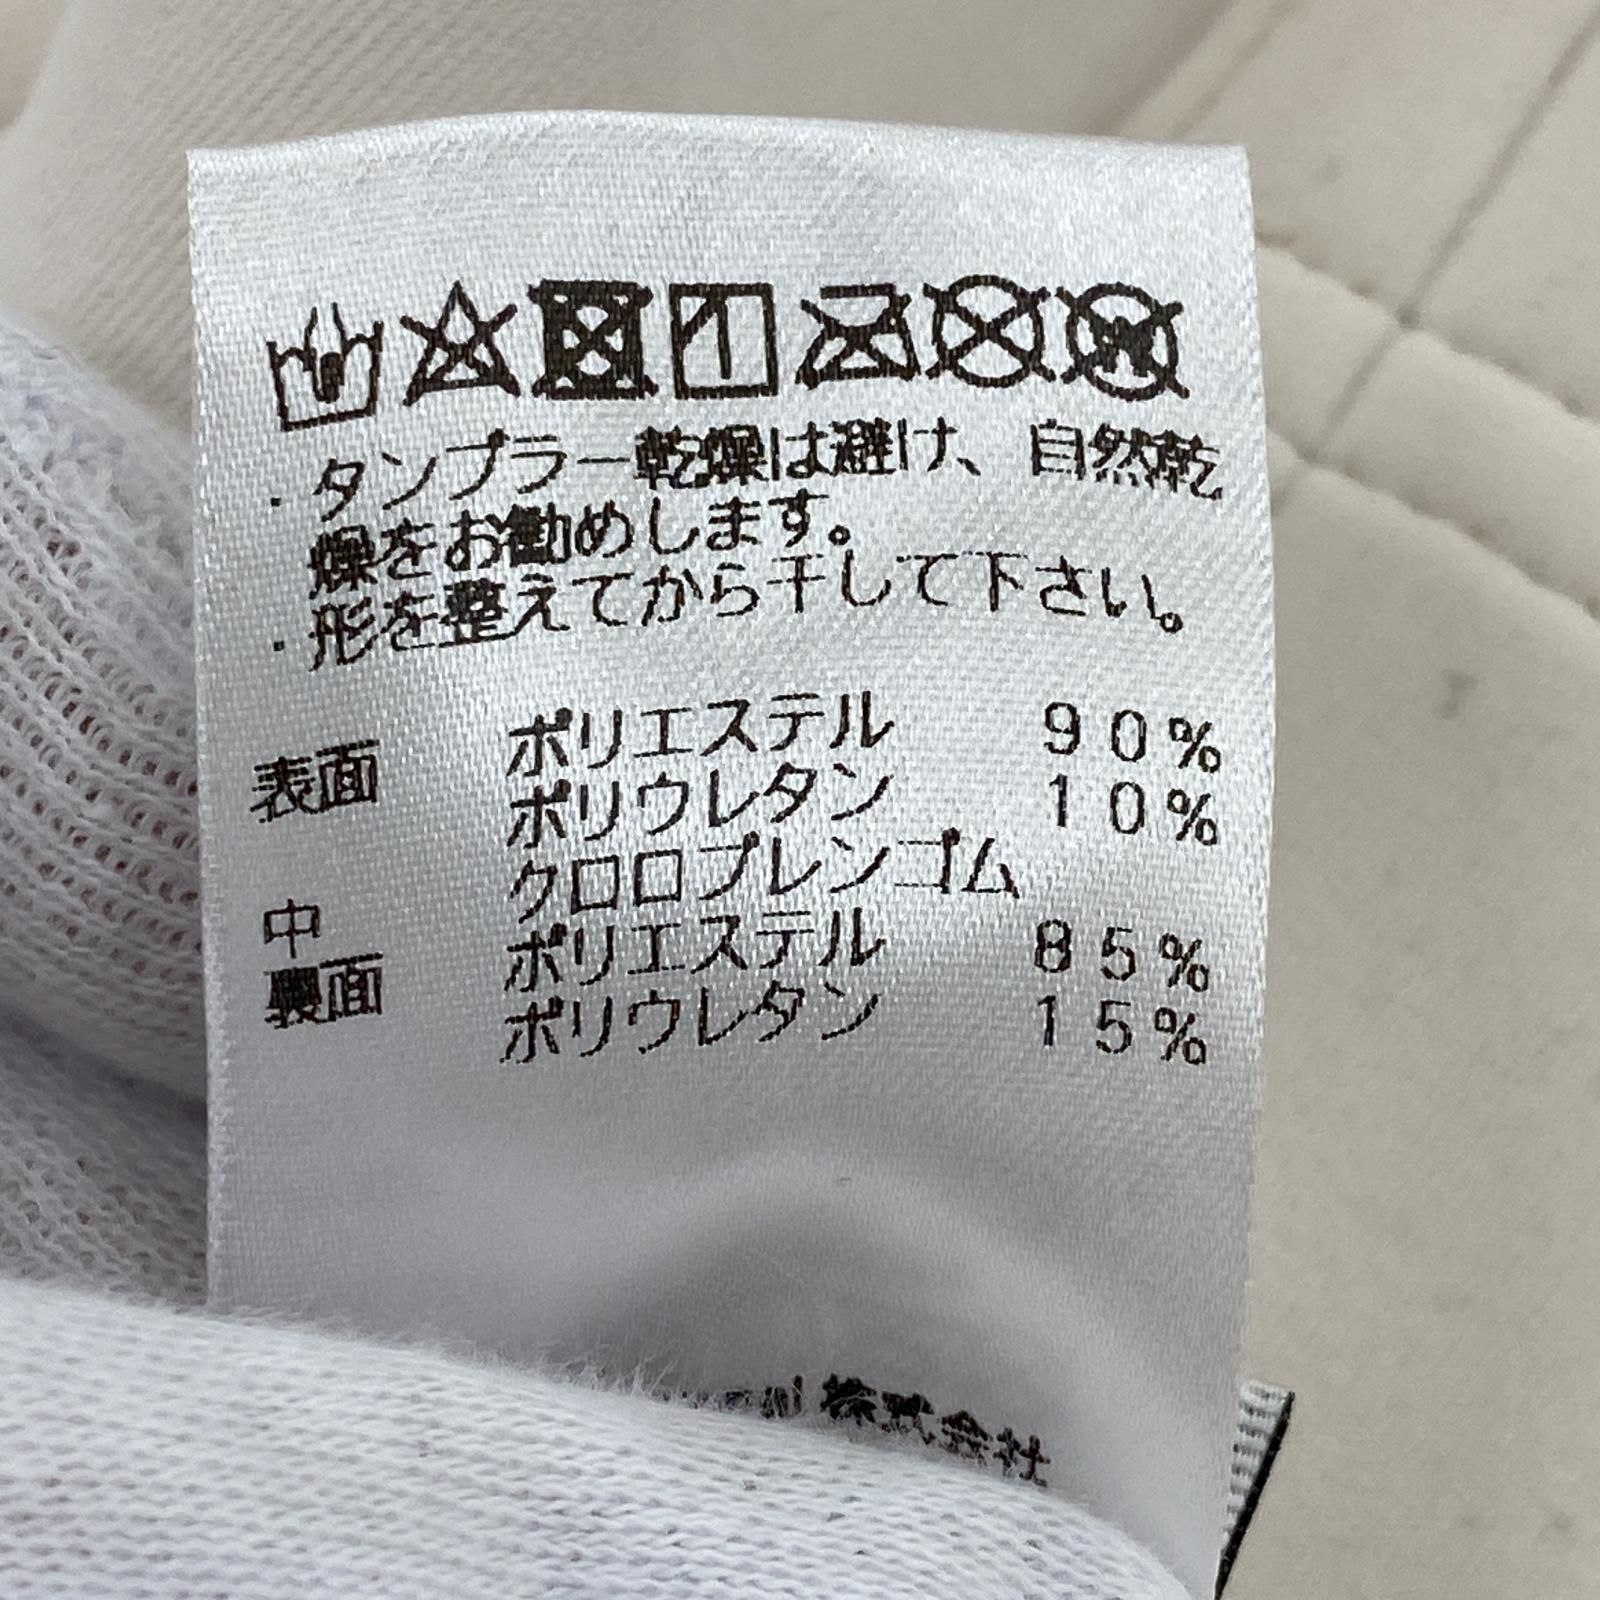 ・タンブラー乾燥は避け、自然乾
燥をお勧めします。
・形を整えてから干して下さい。
表面 ポリエステル 90%
ポリウレタン 10%
中 クロロプレンゴム
裏面 ポリエステル 85%
ポリウレタン 15%
株式会社